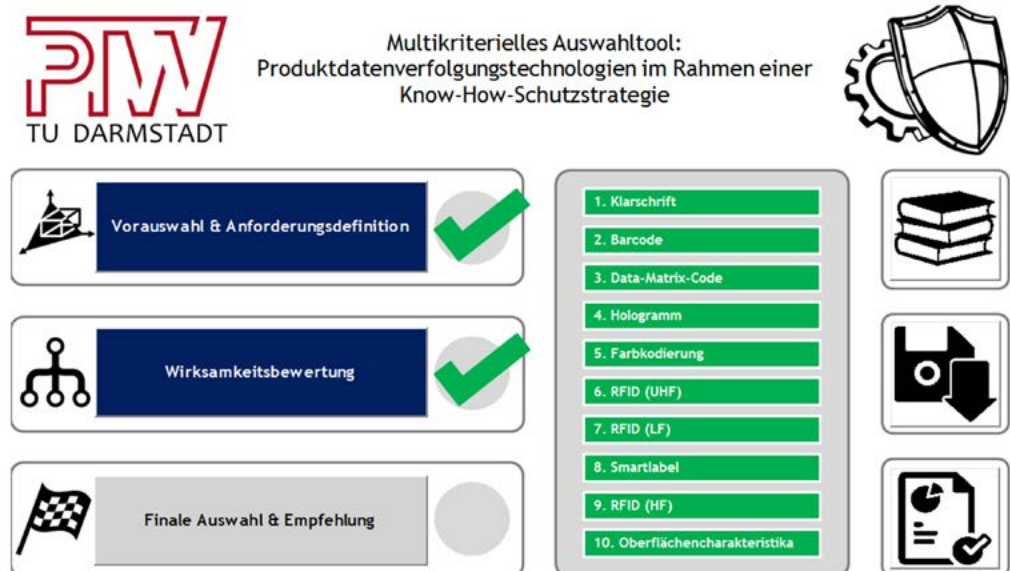 PTW
TU DARMSTADT
Multikriterielles Auswahltool:
Produktdatenverfolgungstechnologien im Rahmen einer
Know-How-Schutzstrategie
Vorauswahl & Anforderungsdefinition
Wirksamkeitsbewertung
Finale Auswahl & Empfehlung
1. Klarschrift
2. Barcode
3. Data-Matrix-Code
4. Hologramm
5. Farbkodierung
6. RFID (UHF)
7. RFID (LF)
8. Smartlabel
9. RFID (HF)
10. Oberflächencharakteristika